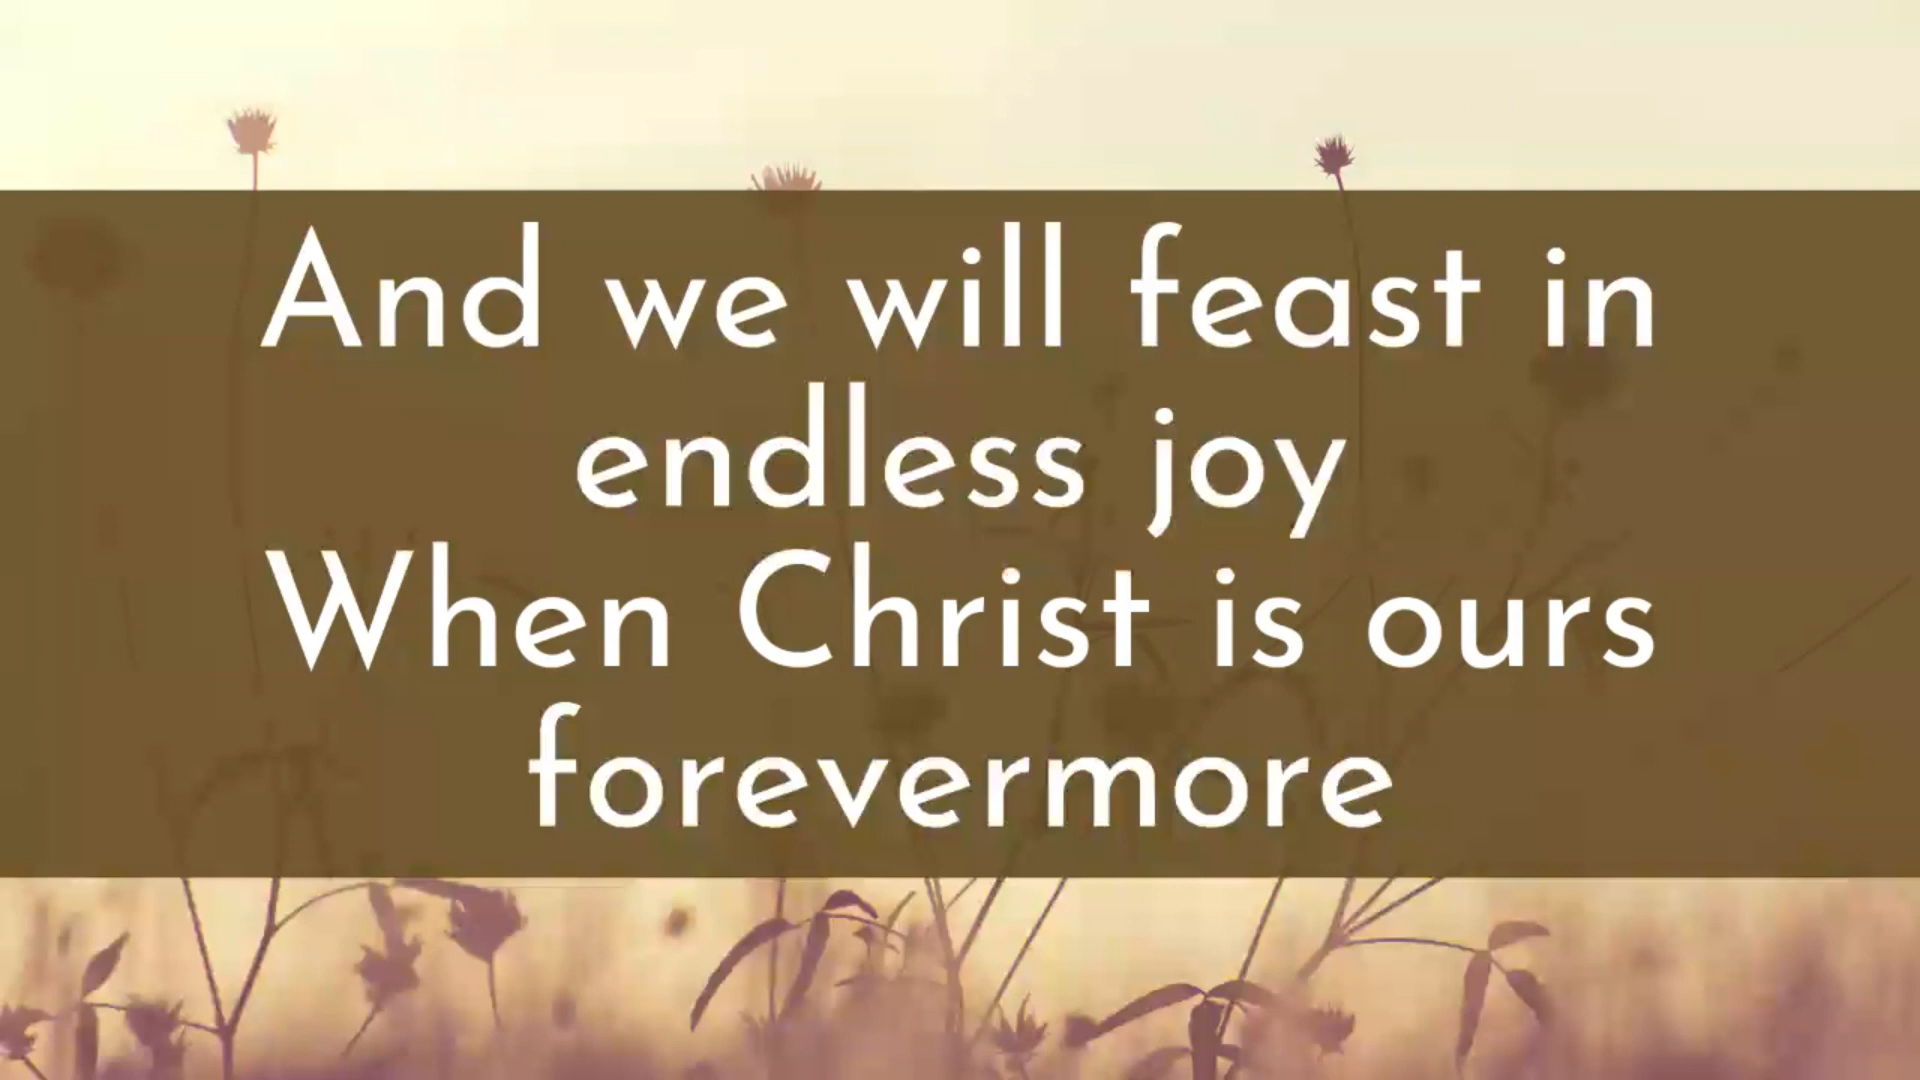 And we will feast in
endless joy
When Christ is ours
forevermore